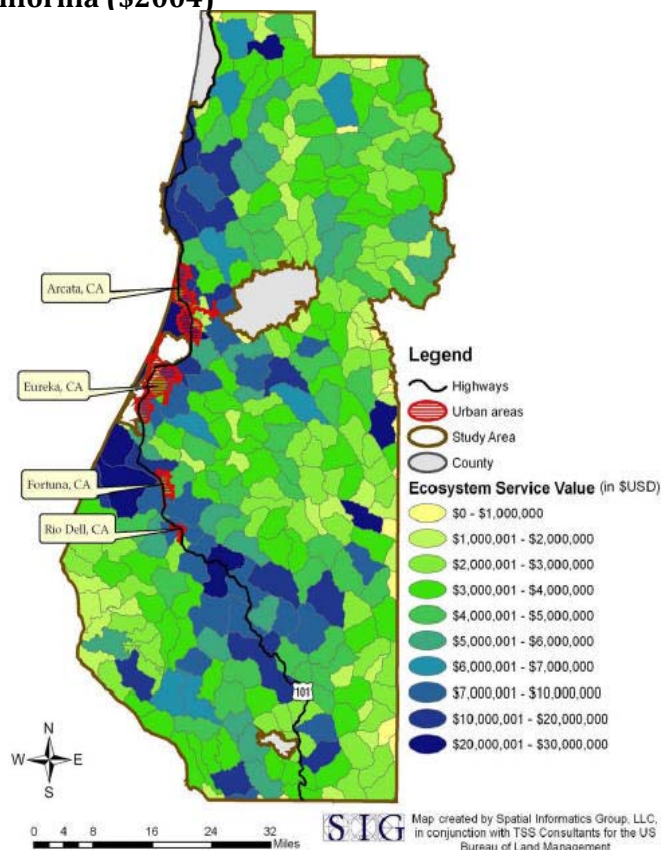 ifornia ($2004)
Arcata, CA
Eureka, CA
Fortuna, CA
Rio Dell, CA
101
Legend
Highways
Urban areas
Study Area
County
Ecosystem Service Value (in $USD)
$0 - $1,000,000
$1,000,001 - $2,000,000
$2,000,001 - $3,000,000
$3,000,001 - $4,000,000
$4,000,001 - $5,000,000
$5,000,001 - $6,000,000
$6,000,001 - $7,000,000
$7,000,001 - $10,000,000
$10,000,001 - $20,000,000
$20,000,001 - $30,000,000
N
W E
S
0 4 8 16 24 32
Miles
SIG
Map created by Spatial Informatics Group, LLC,
in conjunction with TSS Consultants for the US
Bureau of Land Management